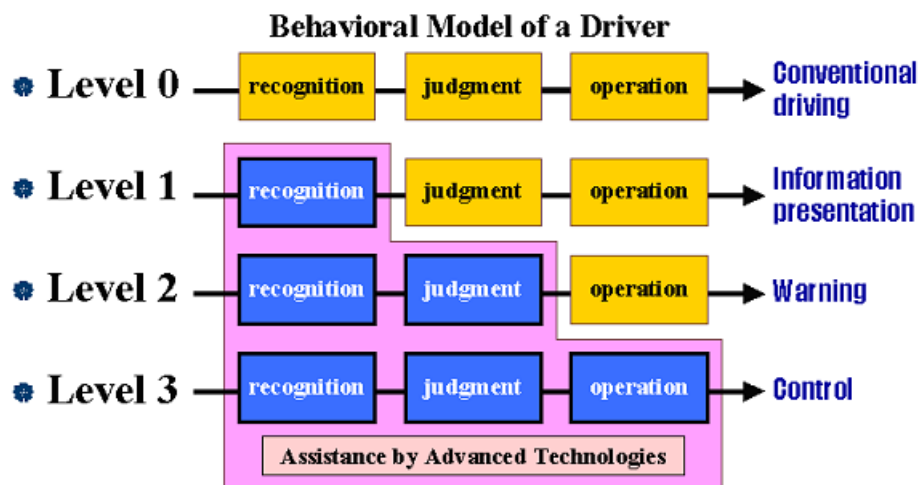 Behavioral Model of a Driver
Level 0
recognition
judgment
operation
Conventional
driving
Level 1
recognition
judgment
operation
Information
presentation
Level 2
recognition
judgment
operation
Warning
Level 3
recognition
judgment
operation
Control
Assistance by Advanced Technologies